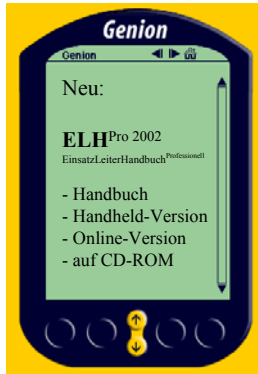 Genion
Genion
Neu:
ELHPro 2002
EinsatzLeiterHandbuchProfessionell
- Handbuch
- Handheld-Version
- Online-Version
- auf CD-ROM